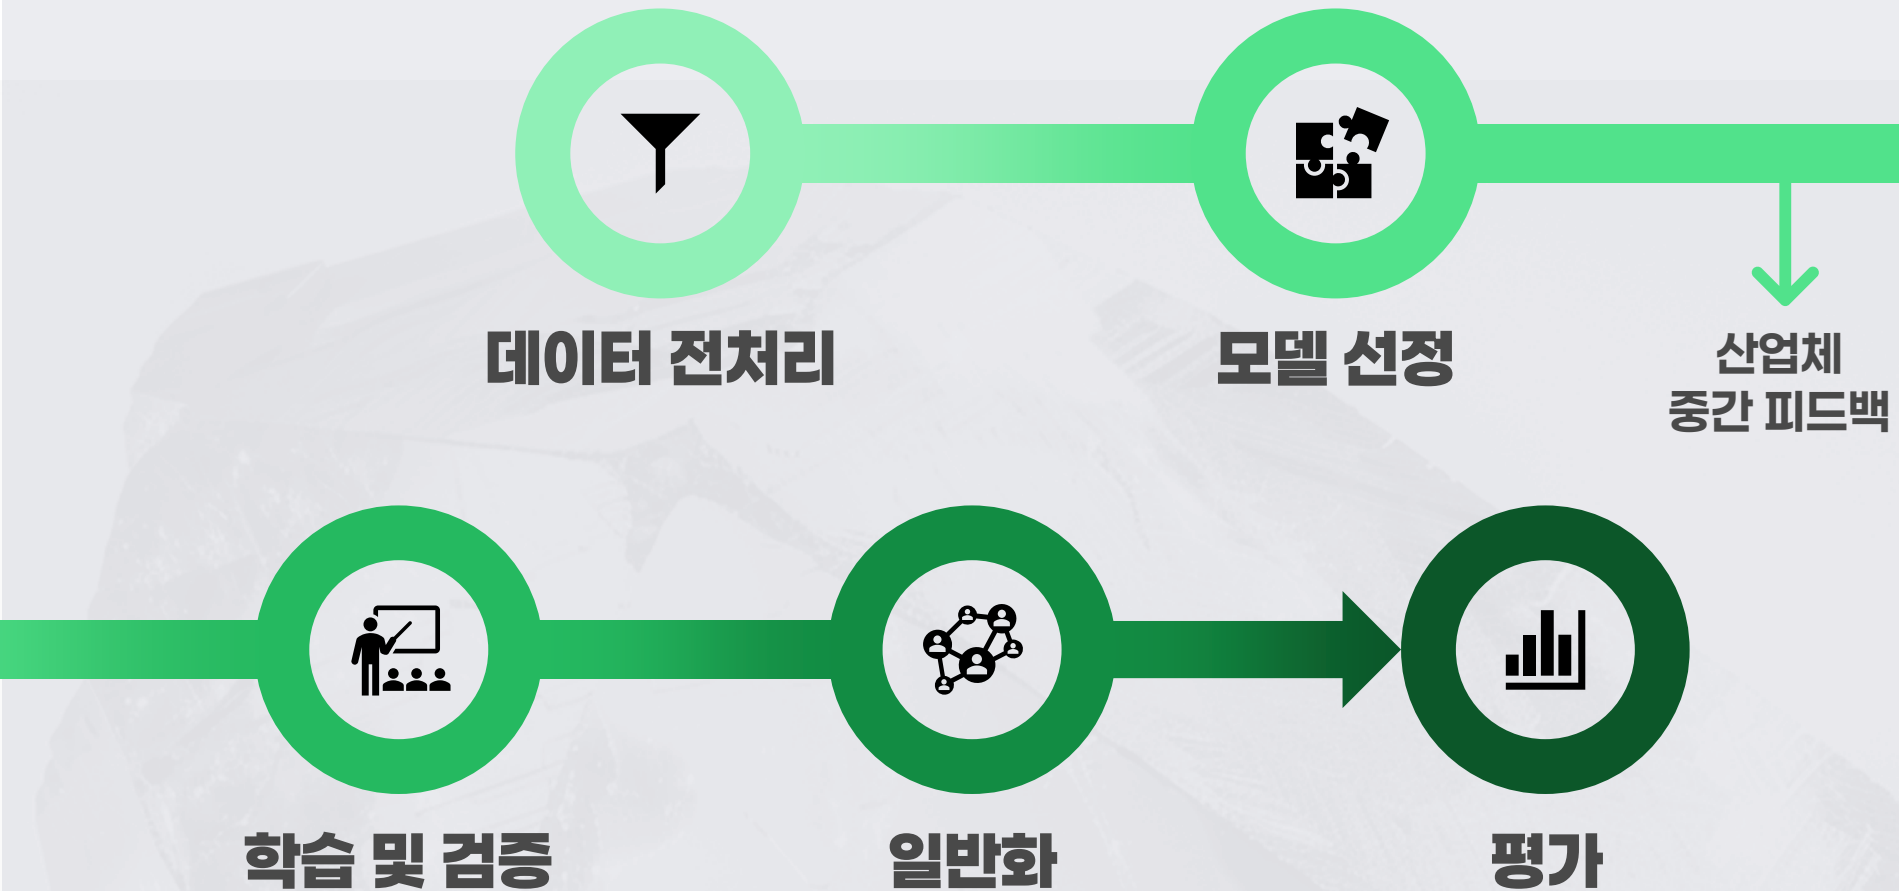 데이터 전처리
모델 선정
산업체
중간 피드백
학습 및 검증
일반화
평가